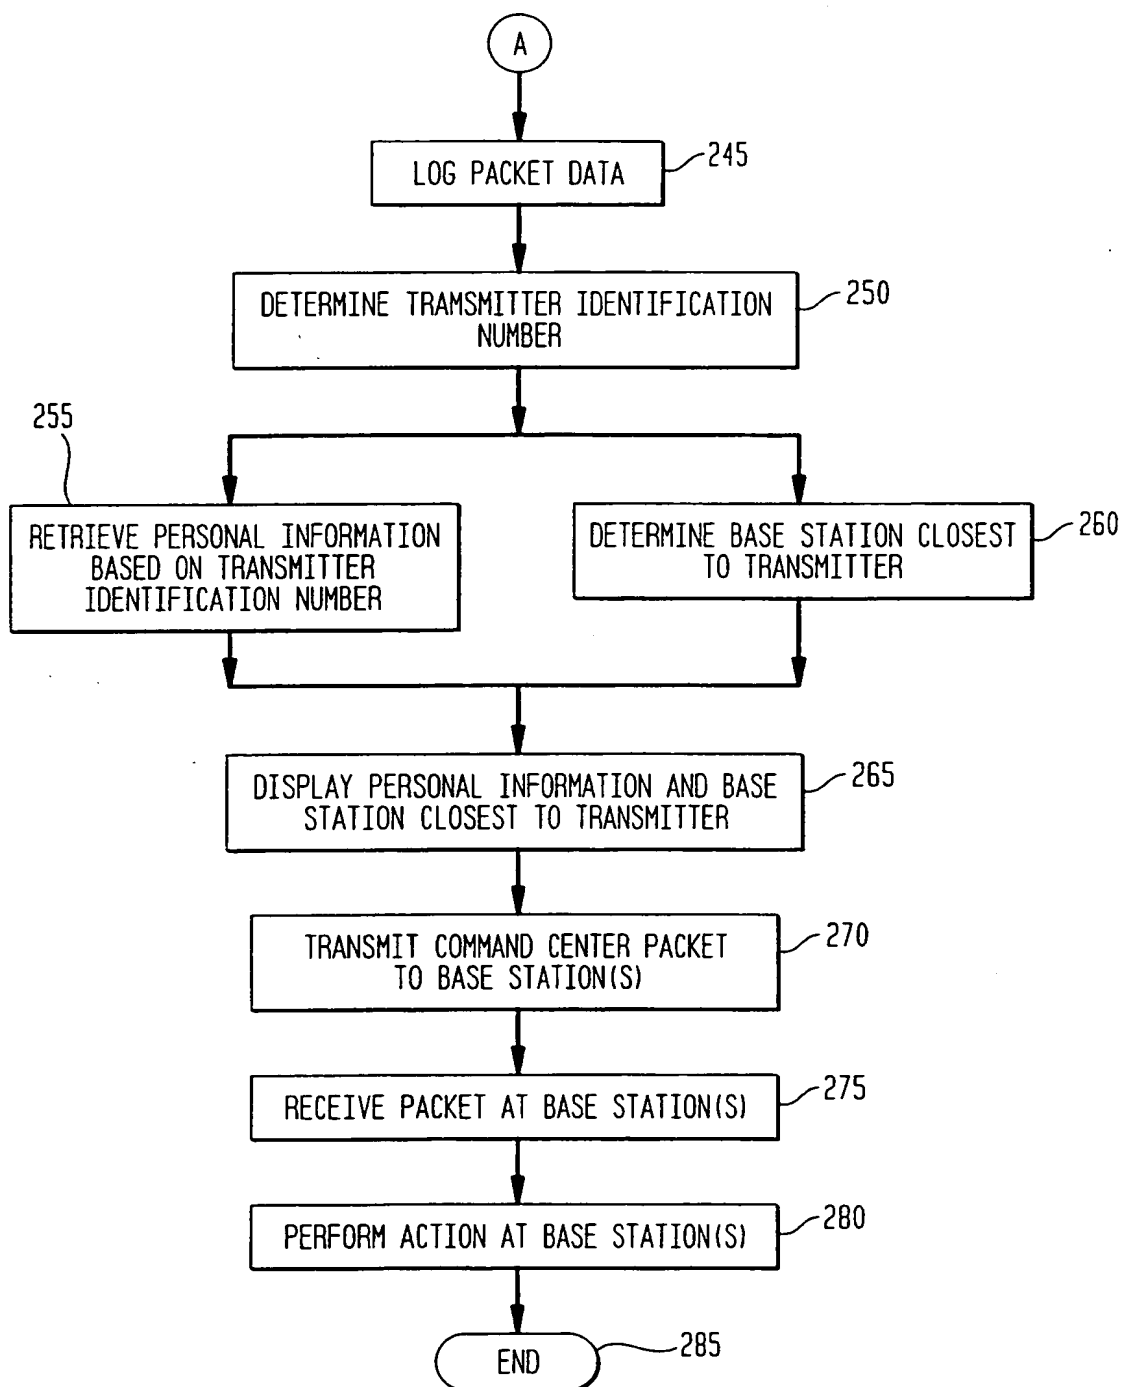 A
LOG PACKET DATA
245
DETERMINE TRAMSMITTER IDENTIFICATION
NUMBER
250
255
RETRIEVE PERSONAL INFORMATION
BASED ON TRANSMITTER
IDENTIFICATION NUMBER
DETERMINE BASE STATION CLOSEST
TO TRANSMITTER
260
DISPLAY PERSONAL INFORMATION AND BASE
STATION CLOSEST TO TRANSMITTER
265
TRANSMIT COMMAND CENTER PACKET
TO BASE STATION(S)
270
RECEIVE PACKET AT BASE STATION(S)
275
PERFORM ACTION AT BASE STATION(S)
280
END
285